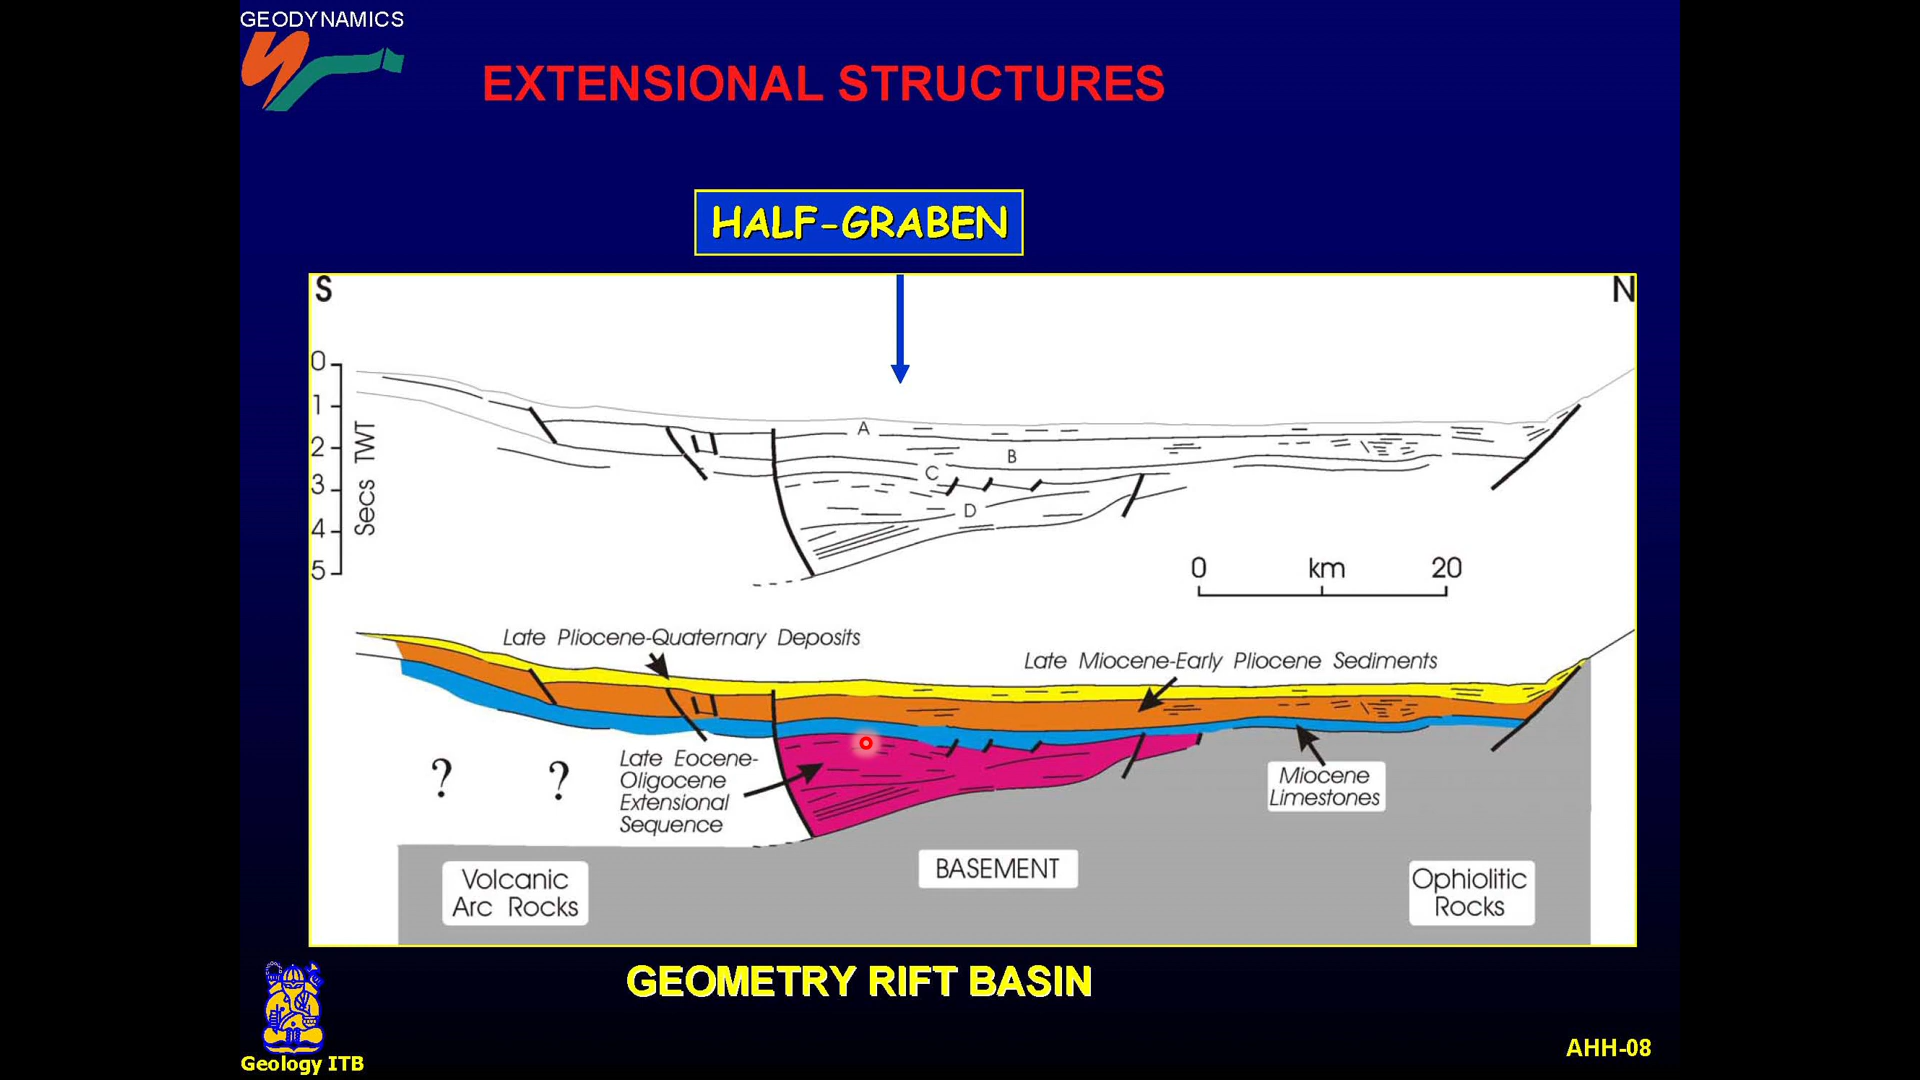 GEODYNAMICS
EXTENSIONAL STRUCTURES
HALF-GRABEN
S
N
0
1
2
3
4
5
Secs TWT
A
B
C
D
0 km 20
Late Pliocene-Quaternary Deposits
Late Miocene-Early Pliocene Sediments
? ?
Late Eocene-
Oligocene
Extensional
Sequence
Miocene
Limestones
Volcanic
Arc Rocks
BASEMENT
Ophiolitic
Rocks
GEOMETRY RIFT BASIN
Geology ITB
AHH-08